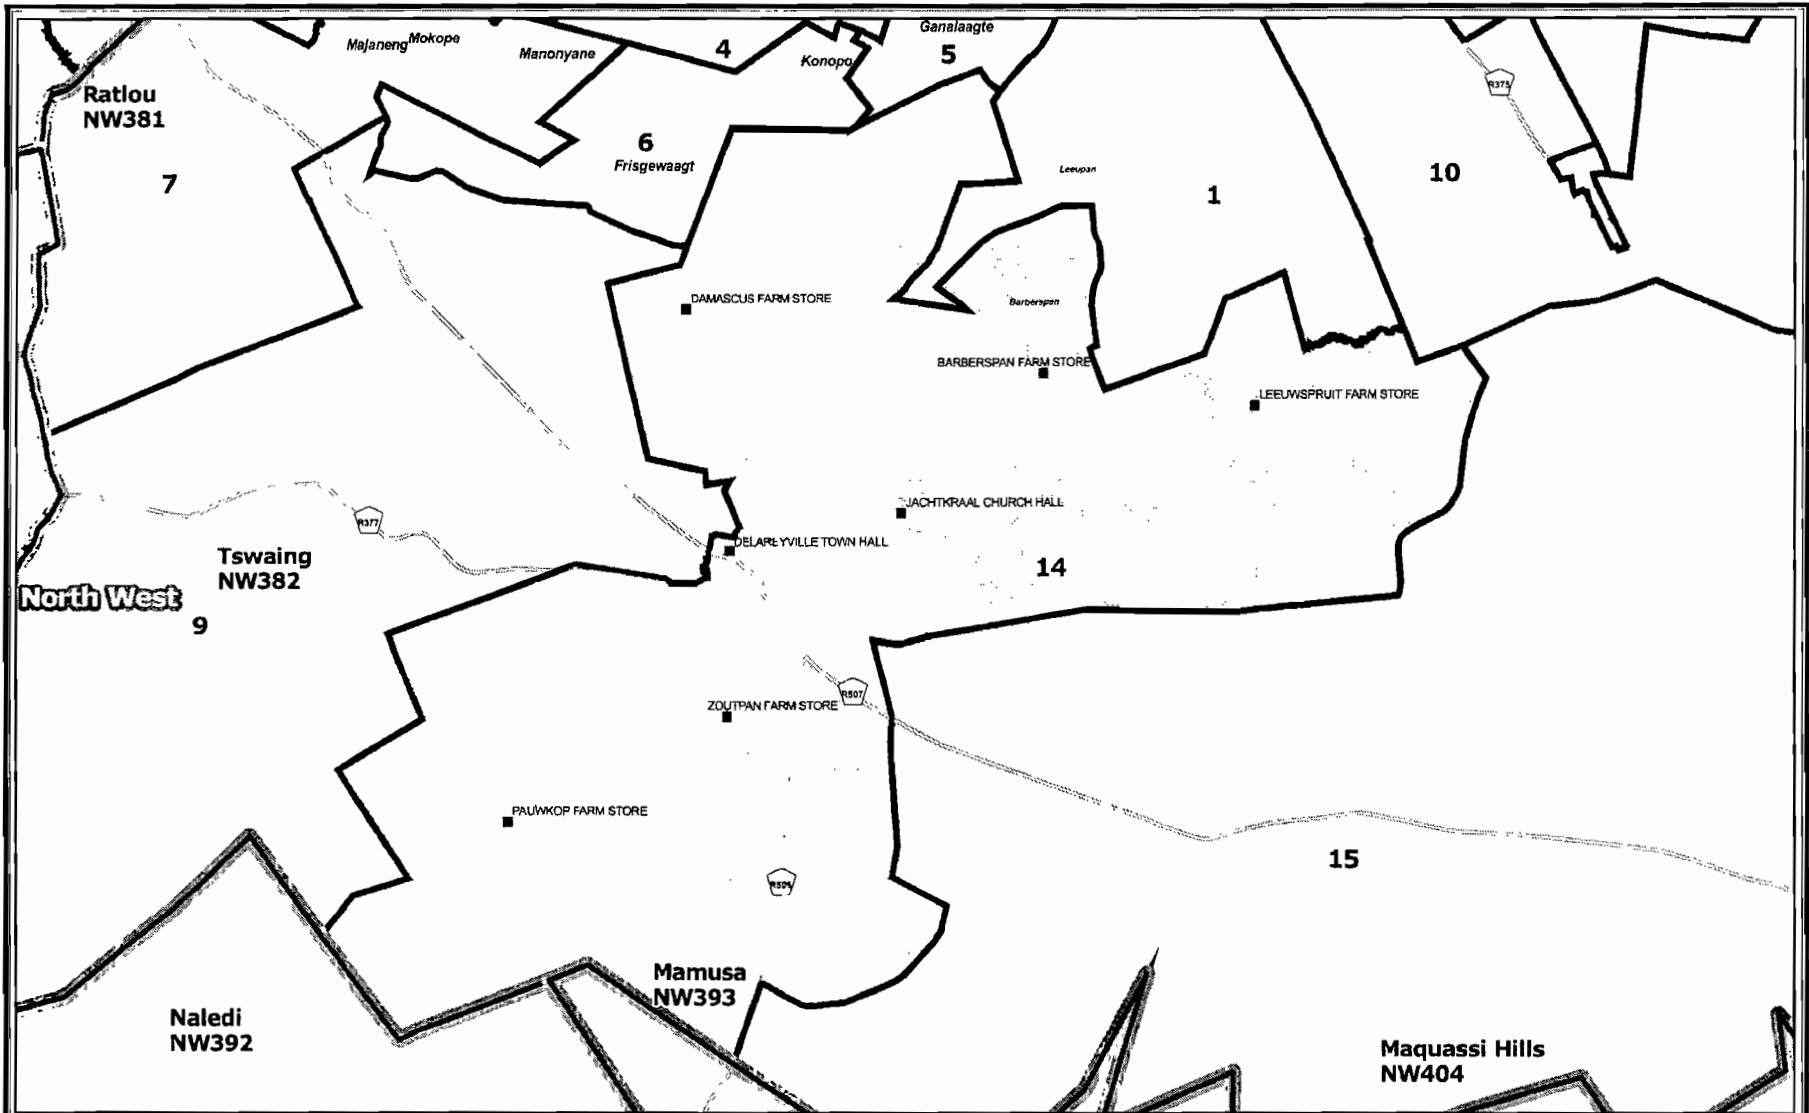 Ganalaagte
Majaneng
Mokope
Manonyane
4
Konopo
5
R375
Ratlou
NW381
7
6
Frisgewaagt
Leeupan
1
10
DAMASCUS FARM STORE
Barberspan
BARBERSPAN FARM STORE
LEEUWSPRUIT FARM STORE
R377
JACHTKRAAL CHURCH HALL
DELAREYVILLE TOWN HALL
Tswaing
NW382
14
North West
9
R507
ZOUTPAN FARM STORE
PAUWKOP FARM STORE
15
R506
Mamusa
NW393
Naledi
NW392
Maquassi Hills
NW404